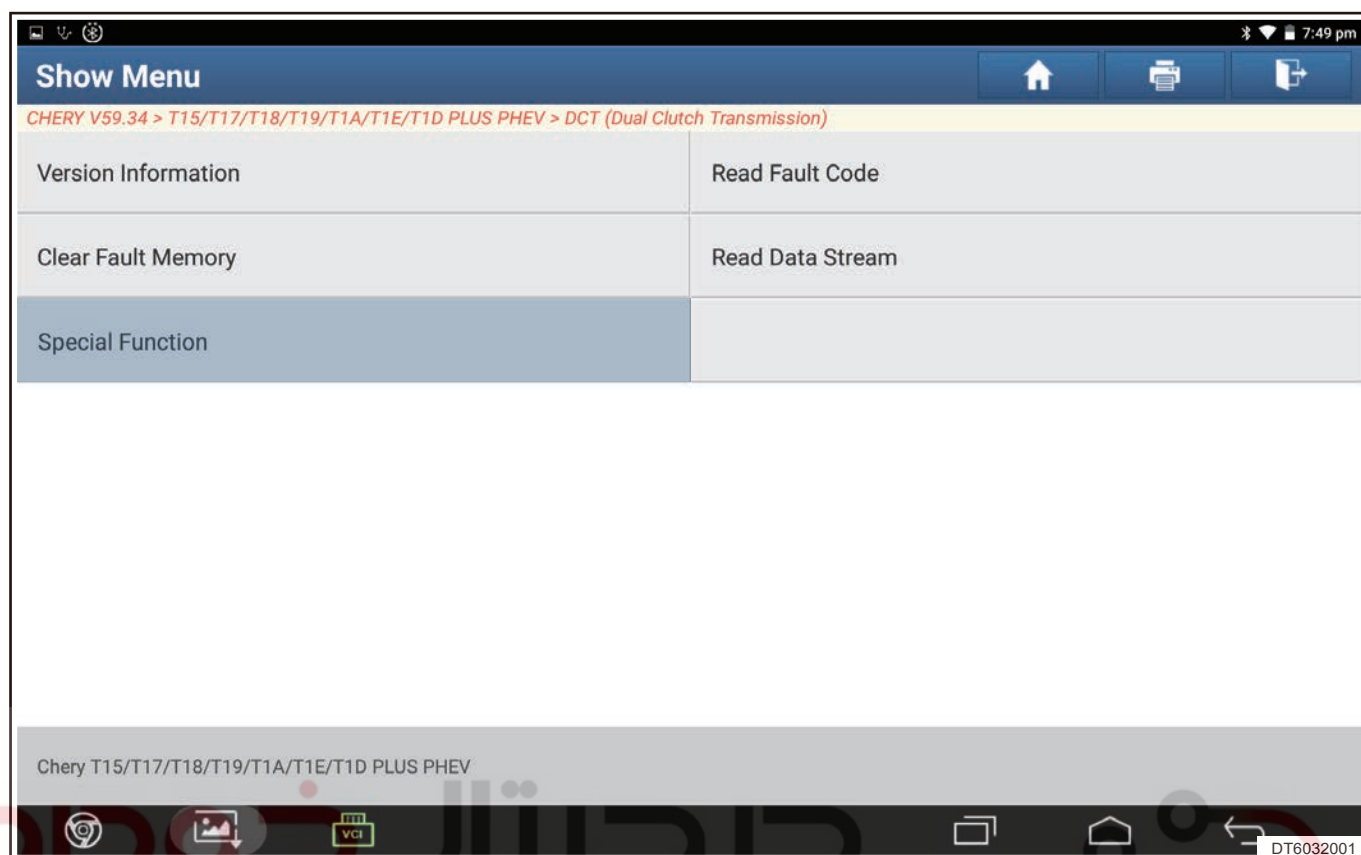 7:49 pm
Show Menu
CHERY V59.34 > T15/T17/T18/T19/T1A/T1E/T1D PLUS PHEV > DCT (Dual Clutch Transmission)
Version Information
Read Fault Code
Clear Fault Memory
Read Data Stream
Special Function
Chery T15/T17/T18/T19/T1A/T1E/T1D PLUS PHEV
VCI
DT6032001